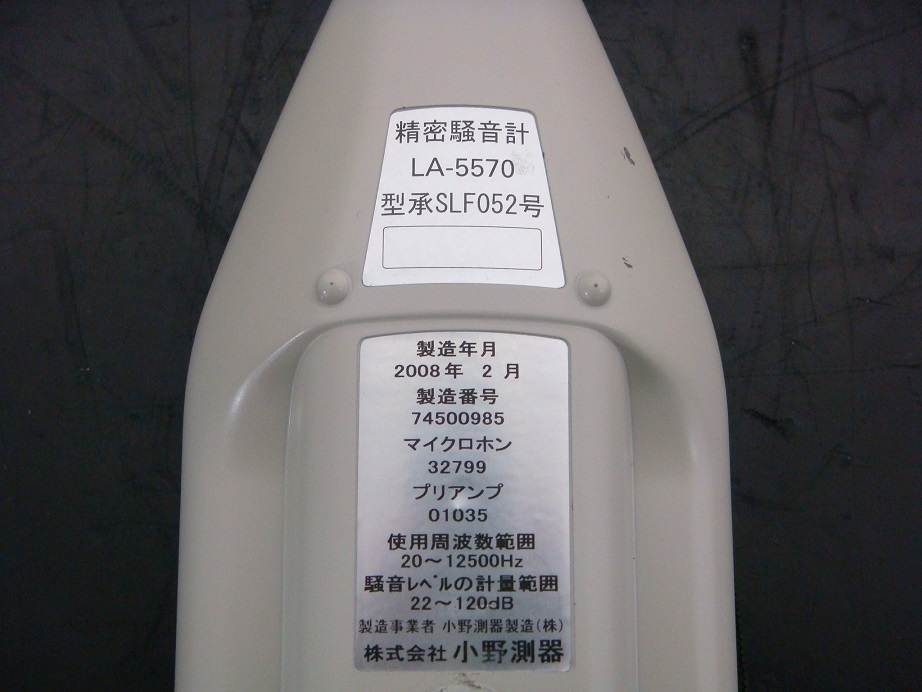 精密騒音計
LA-5570
型承SLF052号
製造年月
2008年 2月
製造番号
74500985
マイクロホン
32799
プリアンプ
01035
使用周波数範囲
20～12500Hz
騒音レベルの計量範囲
22～120dB
製造事業者 小野測器製造(株)
株式会社 小野測器